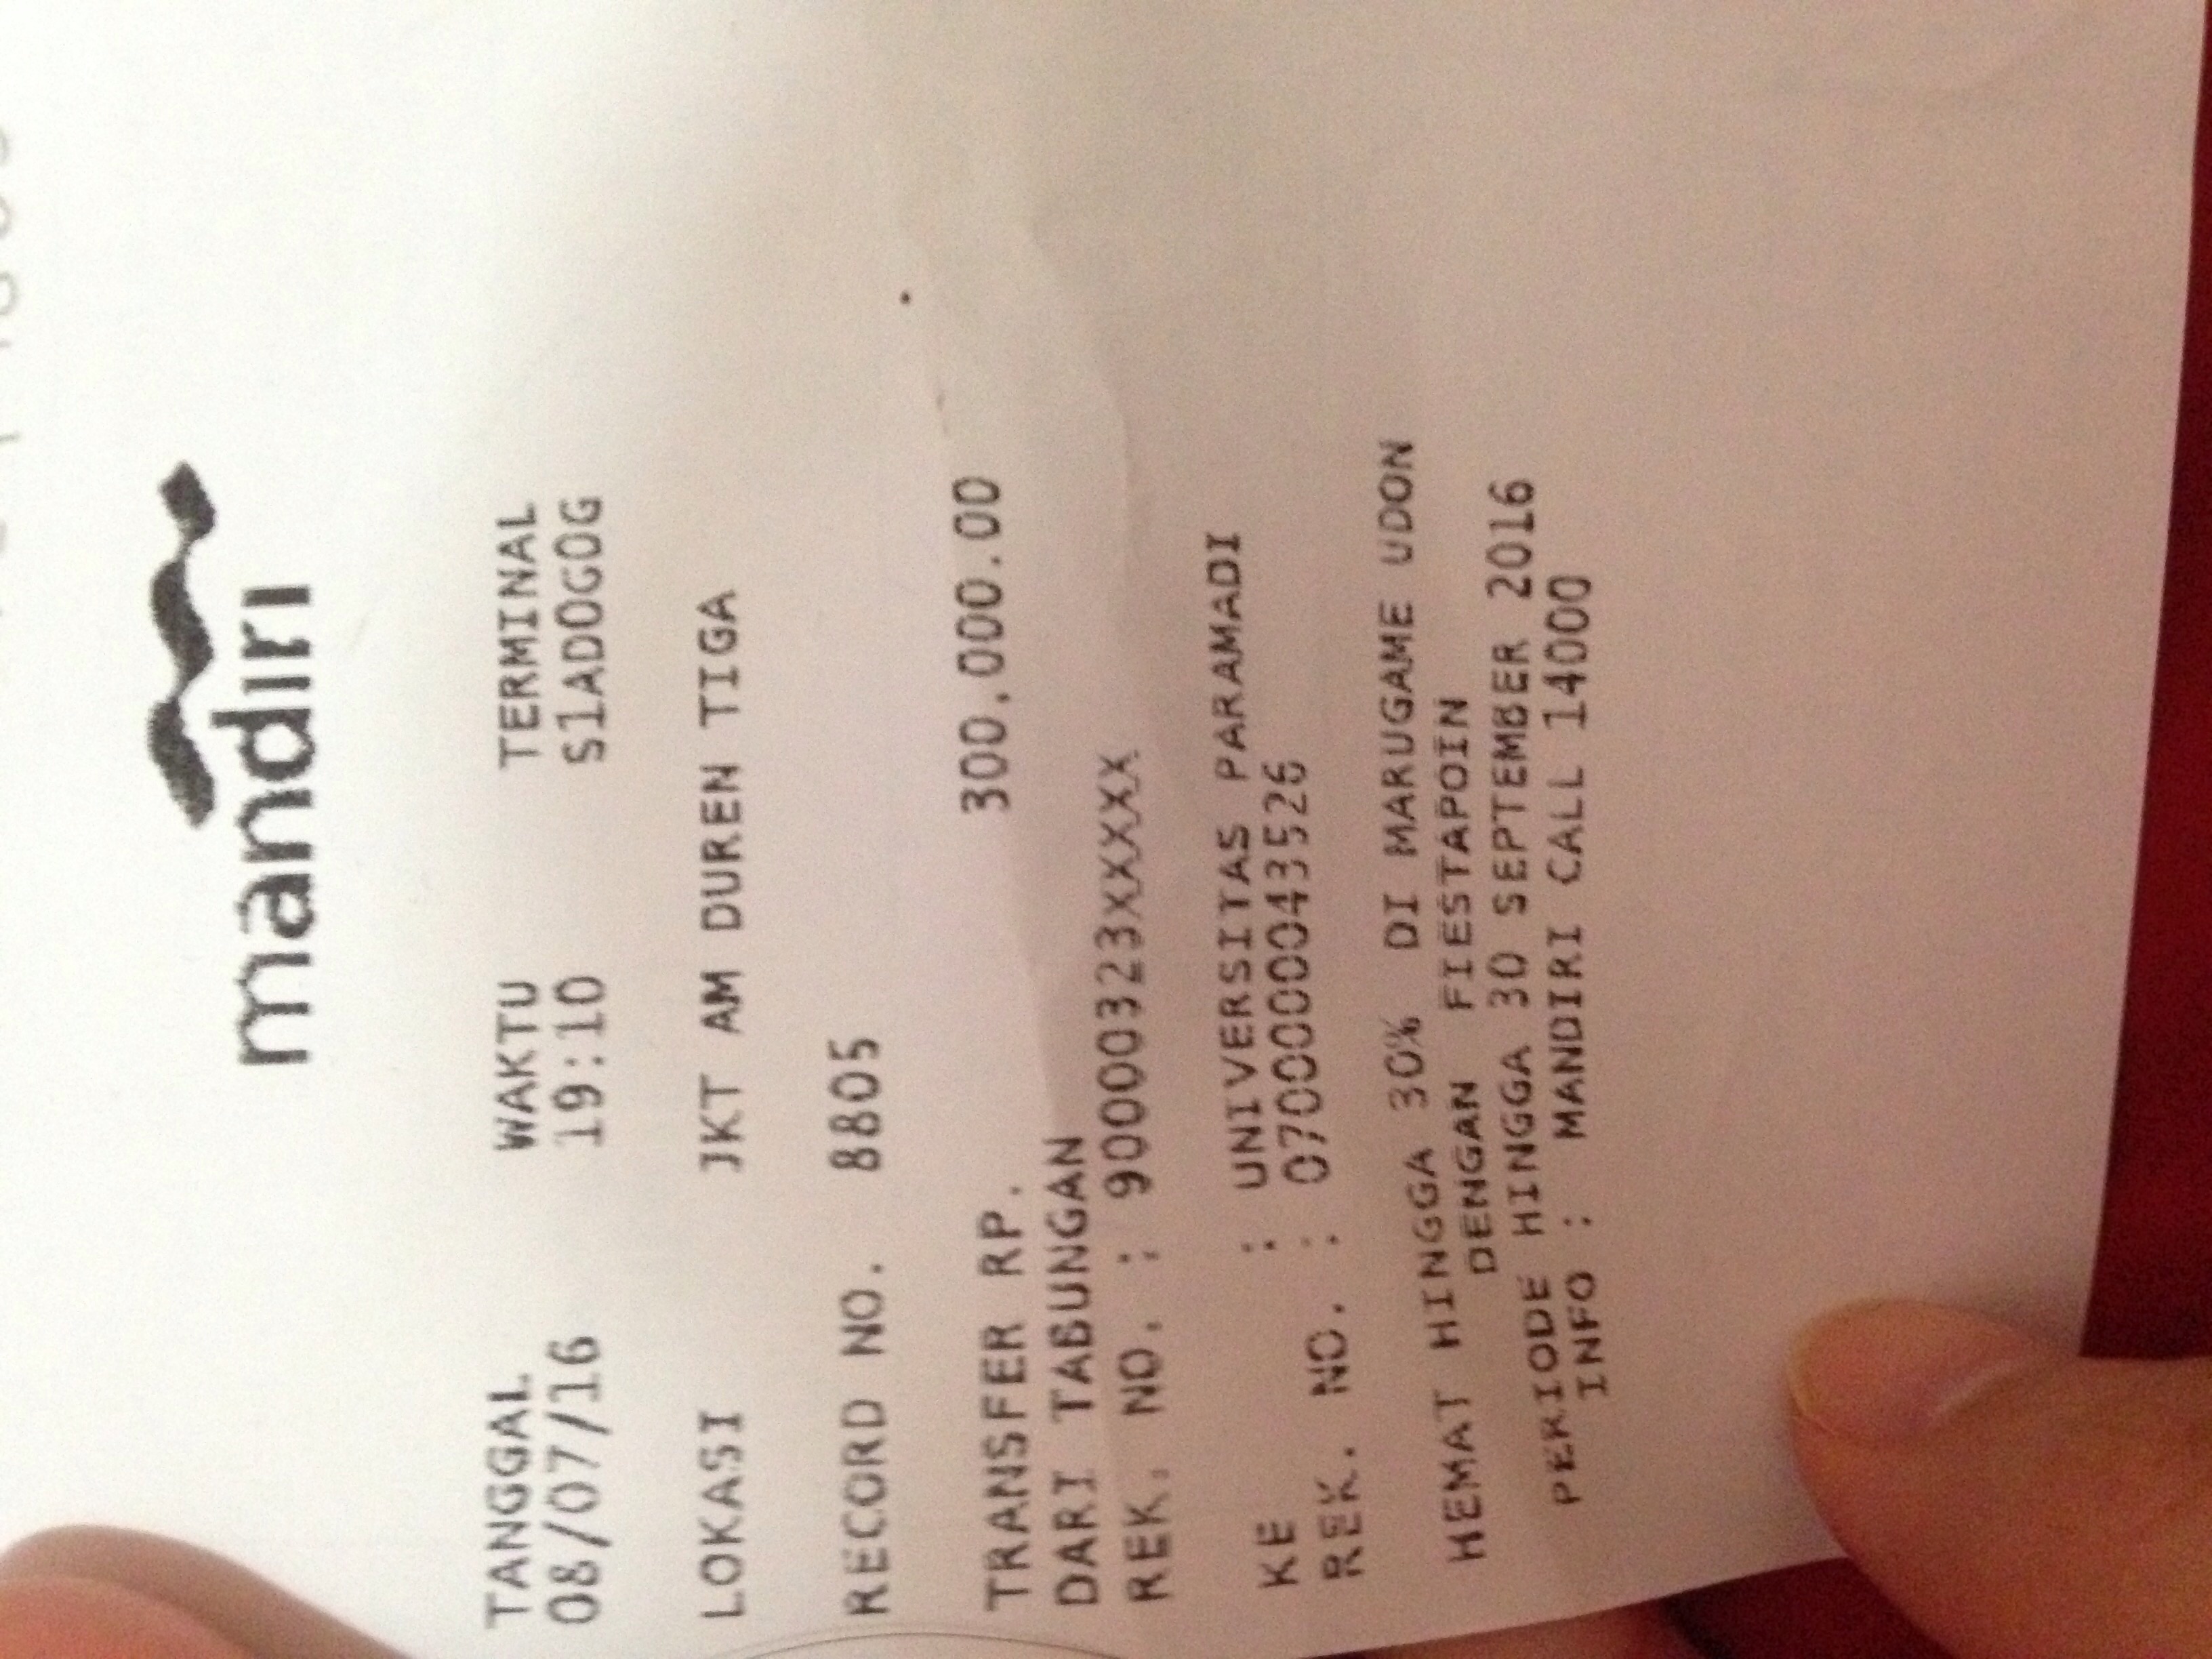 mandiri
TANGGAL WAKTU TERMINAL
08/07/16 19:10 S1AD0G0G
LOKASI JKT AM DUREN TIGA
RECORD NO. 8805
TRANSFER RP. 300,000.00
DARI TABUNGAN
REK. NO. : 90000323XXXXX
KE : UNIVERSITAS PARAMADI
REK. NO. : 0700000043526
HEMAT HINGGA 30% DI MARUGAME UDON
DENGAN FIESTAPOIN
PERIODE HINGGA 30 SEPTEMBER 2016
INFO : MANDIRI CALL 14000